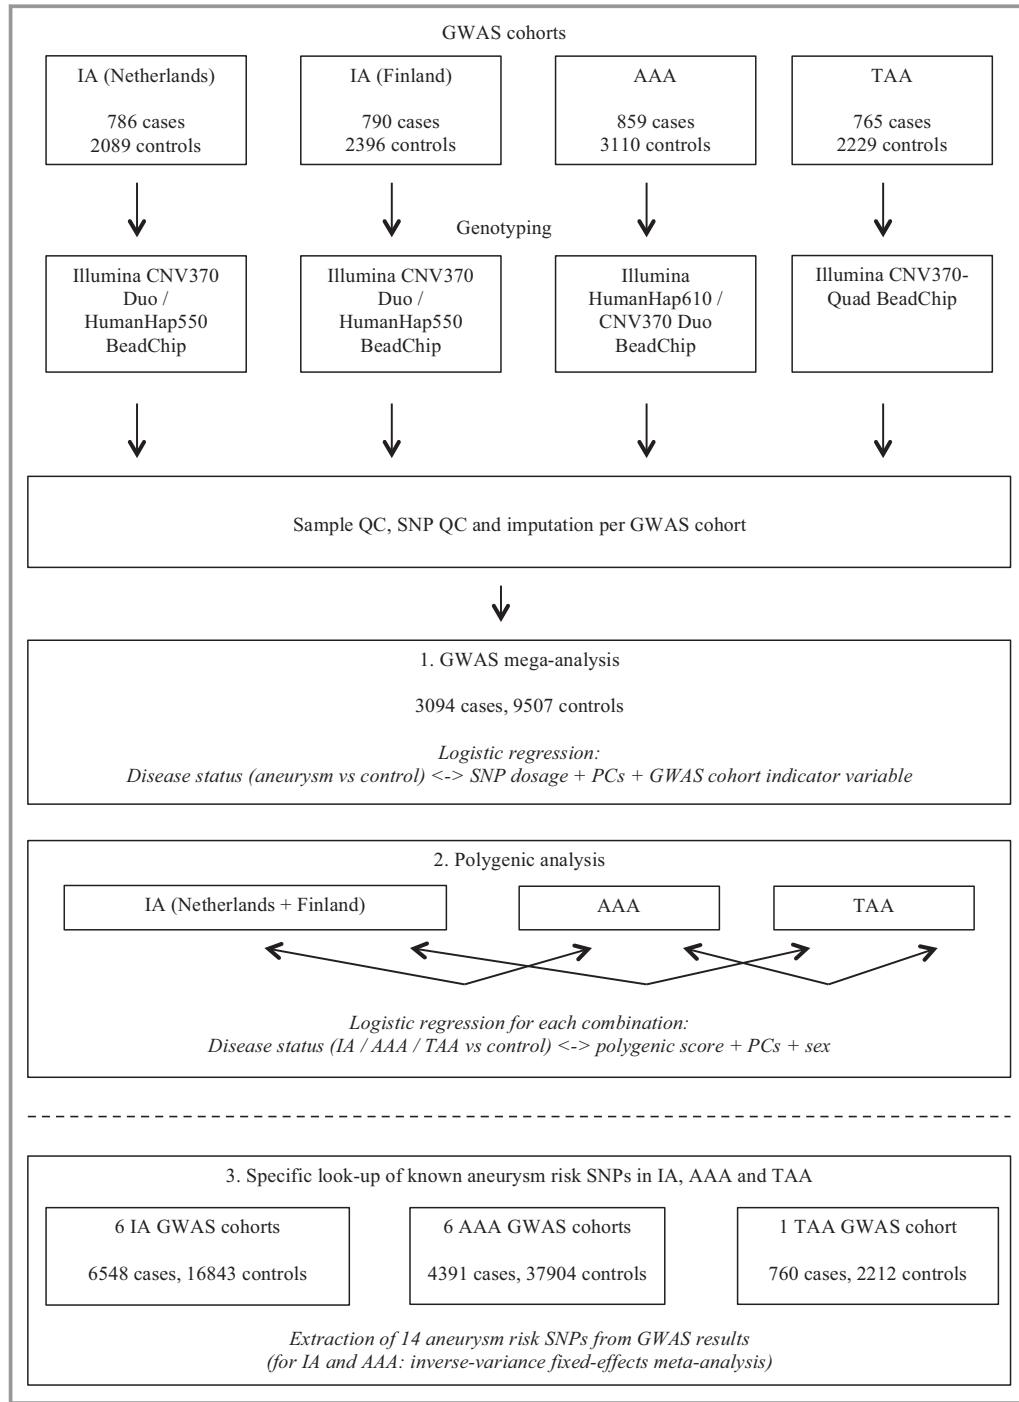 GWAS cohorts
IA (Netherlands)
786 cases
2089 controls
IA (Finland)
790 cases
2396 controls
AAA
859 cases
3110 controls
TAA
765 cases
2229 controls
Genotyping
Illumina CNV370
Duo /
HumanHap550
BeadChip
Illumina CNV370
Duo /
HumanHap550
BeadChip
Illumina
HumanHap610 /
CNV370 Duo
BeadChip
Illumina CNV370-
Quad BeadChip
Sample QC, SNP QC and imputation per GWAS cohort
1. GWAS mega-analysis
3094 cases, 9507 controls
Logistic regression:
Disease status (aneurysm vs control) <-> SNP dosage + PCs + GWAS cohort indicator variable
2. Polygenic analysis
IA (Netherlands + Finland)
AAA
TAA
Logistic regression for each combination:
Disease status (IA / AAA / TAA vs control) <-> polygenic score + PCs + sex
3. Specific look-up of known aneurysm risk SNPs in IA, AAA and TAA
6 IA GWAS cohorts
6548 cases, 16843 controls
6 AAA GWAS cohorts
4391 cases, 37904 controls
1 TAA GWAS cohort
760 cases, 2212 controls
Extraction of 14 aneurysm risk SNPs from GWAS results
(for IA and AAA: inverse-variance fixed-effects meta-analysis)